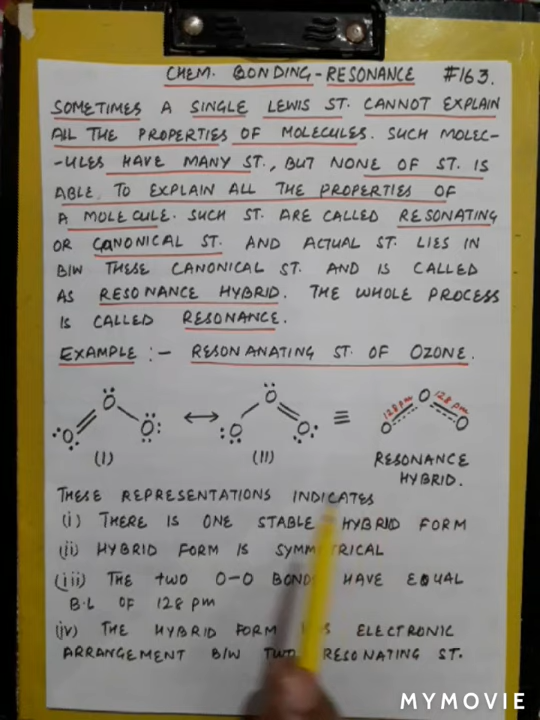 CHEM. BONDING-RESONANCE #163.
SOMETIMES A SINGLE LEWIS ST. CANNOT EXPLAIN
ALL THE PROPERTIES OF MOLECULES. SUCH MOLEC-
-ULES HAVE MANY ST., BUT NONE OF ST. IS
ABLE TO EXPLAIN ALL THE PROPERTIES OF
A MOLECULE. SUCH ST. ARE CALLED RESONATING
OR CANONICAL ST. AND ACTUAL ST. LIES IN
B/W THESE CANONICAL ST. AND IS CALLED
AS RESONANCE HYBRID. THE WHOLE PROCESS
IS CALLED RESONANCE.
EXAMPLE :- RESONANATING ST. OF OZONE.
O O O ↔ O O O ≡ O 128 pm O 128 pm O
(I) (II) RESONANCE
HYBRID.
THESE REPRESENTATIONS INDICATES
(i) THERE IS ONE STABLE HYBRID FORM
(ii) HYBRID FORM IS SYMMETRICAL
(iii) THE TWO O-O BONDS HAVE EQUAL
B.L OF 128 pm
(iv) THE HYBRID FORM ELECTRONIC
ARRANGEMENT B/W TWO RESONATING ST.
MYMOVIE